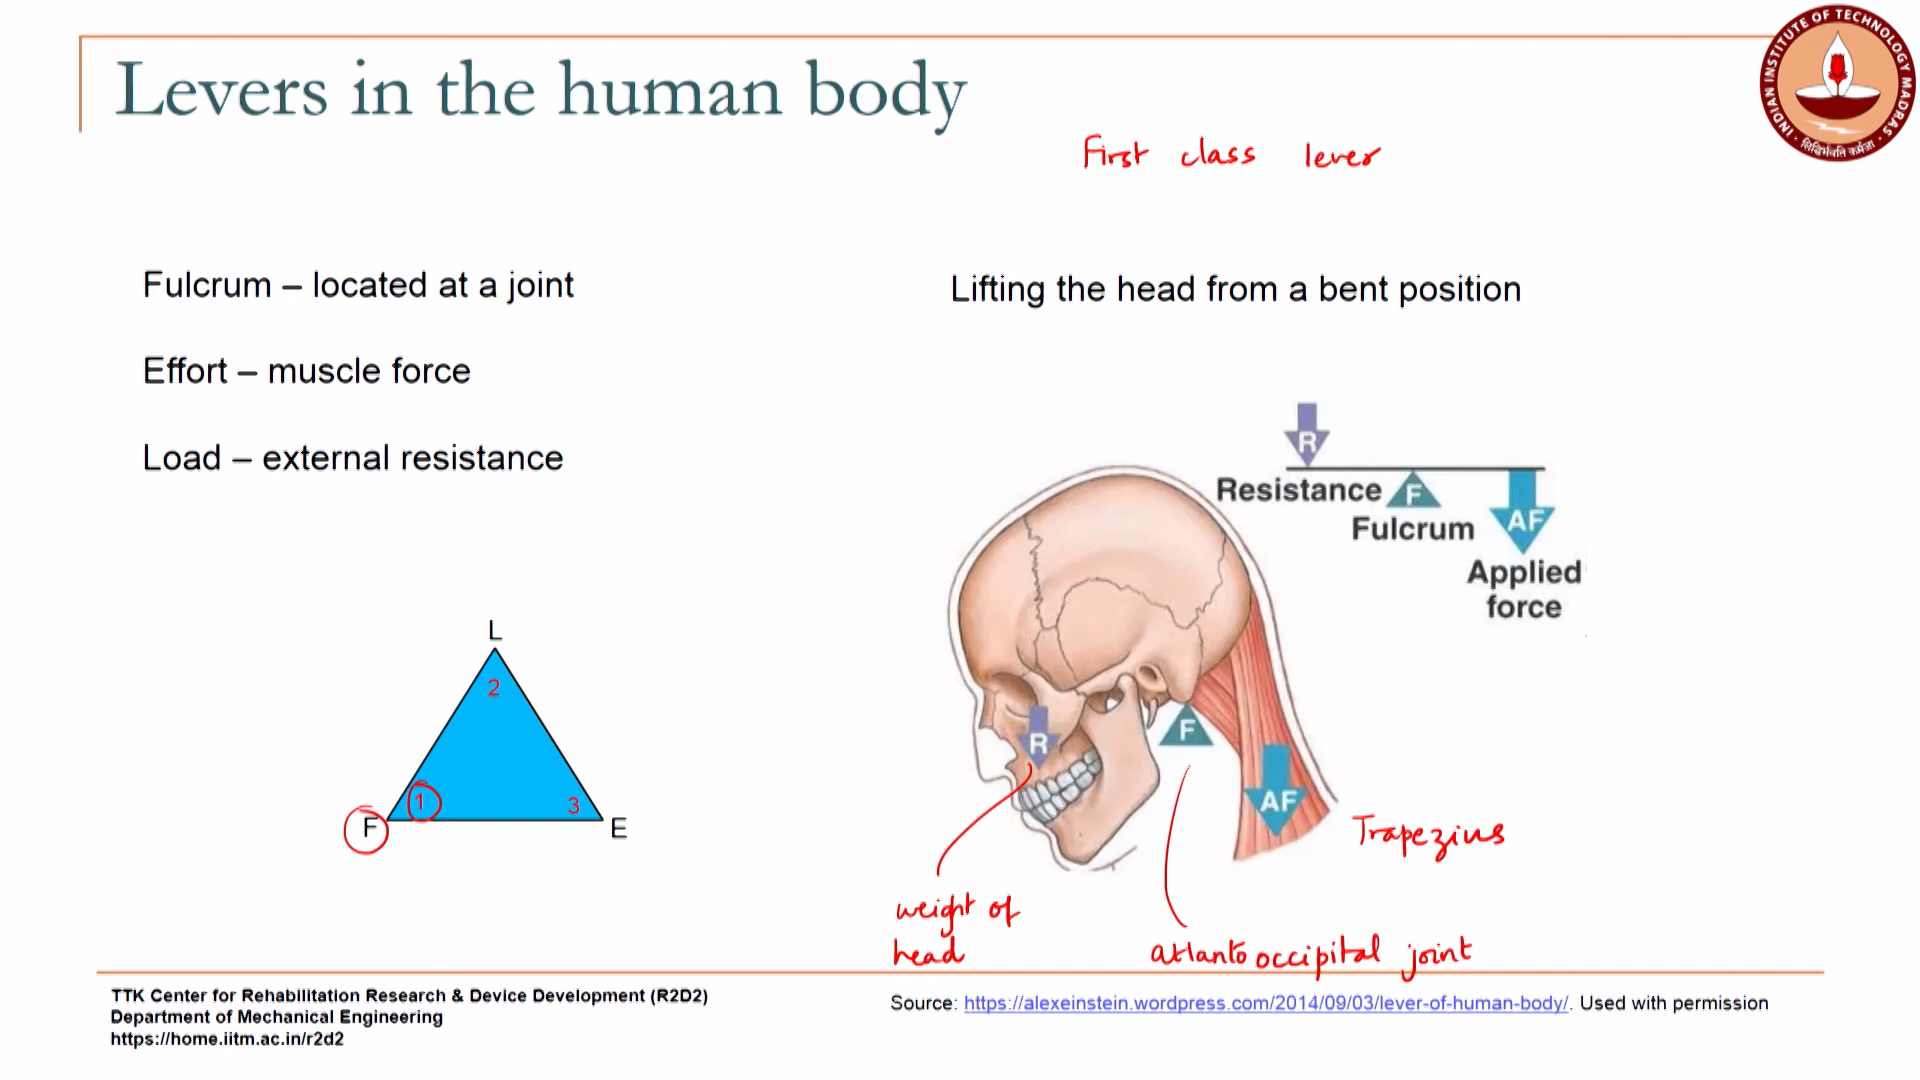 Levers in the human body
INDIAN INSTITUTE OF TECHNOLOGY MADRAS
सिद्धिर्भवति कर्मजा
First class lever
Fulcrum – located at a joint
Lifting the head from a bent position
Effort – muscle force
Load – external resistance
R
Resistance F
Fulcrum AF
Applied
force
L
2
1 3
F E
R F
AF
Trapezius
weight of
head
atlanto occipital joint
TTK Center for Rehabilitation Research & Device Development (R2D2)
Department of Mechanical Engineering
https://home.iitm.ac.in/r2d2
Source: https://alexeinstein.wordpress.com/2014/09/03/lever-of-human-body/. Used with permission